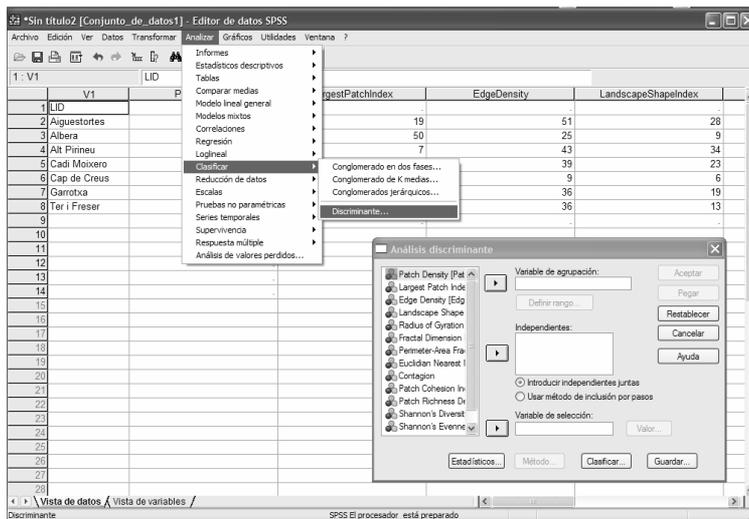 *Sin título2 [Conjunto_de_datos1] - Editor de datos SPSS
Archivo Edición Ver Datos Transformar Analizar Gráficos Utilidades Ventana ?
1 : V1 LID
V1 P rgestPatchIndex EdgeDensity LandscapeShapeIndex
1 LID
2 Aiguestortes 19 51 28
3 Albera 50 25 9
4 Alt Pirineu 7 43 34
5 Cadi Moixero 39 23
6 Cap de Creus 9 6
7 Garrotxa 36 19
8 Ter i Freser 36 13
9
10
11
12
13
14
15
16
17
18
19
20
21
22
23
24
25
26
27
28
Informes
Estadísticos descriptivos
Tablas
Comparar medias
Modelo lineal general
Modelos mixtos
Correlaciones
Regresión
Loglineal
Clasificar
Reducción de datos
Escalas
Pruebas no paramétricas
Series temporales
Supervivencia
Respuesta múltiple
Análisis de valores perdidos...
Conglomerado en dos fases...
Conglomerado de K medias...
Conglomerados jerárquicos...
Discriminante...
Análisis discriminante
Patch Density [Pat
Largest Patch Inde
Edge Density [Edg
Landscape Shape
Radius of Gyration
Fractal Dimension
Perimeter-Area Fra
Euclidian Nearest
Contagion
Patch Cohesion In
Patch Richness De
Shannon's Diversit
Shannon's Evenne
Variable de agrupación:
Definir rango...
Independientes:
Introducir independientes juntas
Usar método de inclusión por pasos
Variable de selección:
Valor...
Aceptar
Pegar
Restablecer
Cancelar
Ayuda
Estadísticos... Método... Clasificar... Guardar...
Vista de datos Vista de variables
Discriminante SPSS El procesador está preparado